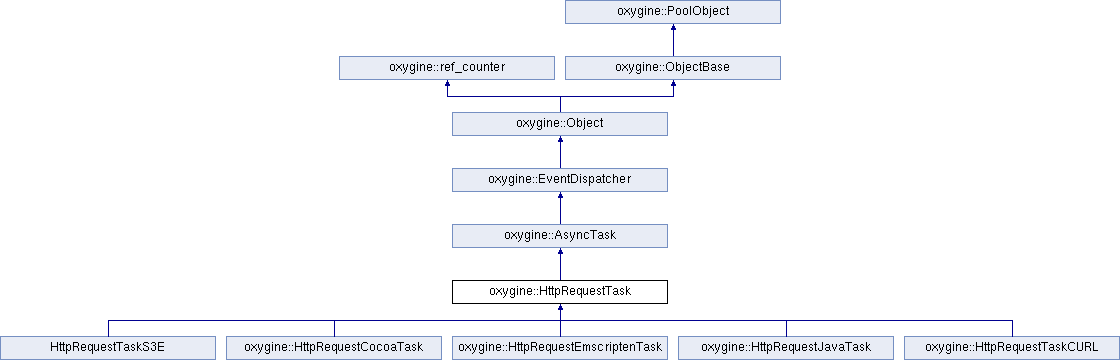 oxygine::PoolObject
oxygine::ref_counter
oxygine::ObjectBase
oxygine::Object
oxygine::EventDispatcher
oxygine::AsyncTask
oxygine::HttpRequestTask
HttpRequestTaskS3E
oxygine::HttpRequestCocoaTask
oxygine::HttpRequestEmscriptenTask
oxygine::HttpRequestJavaTask
oxygine::HttpRequestTaskCURL